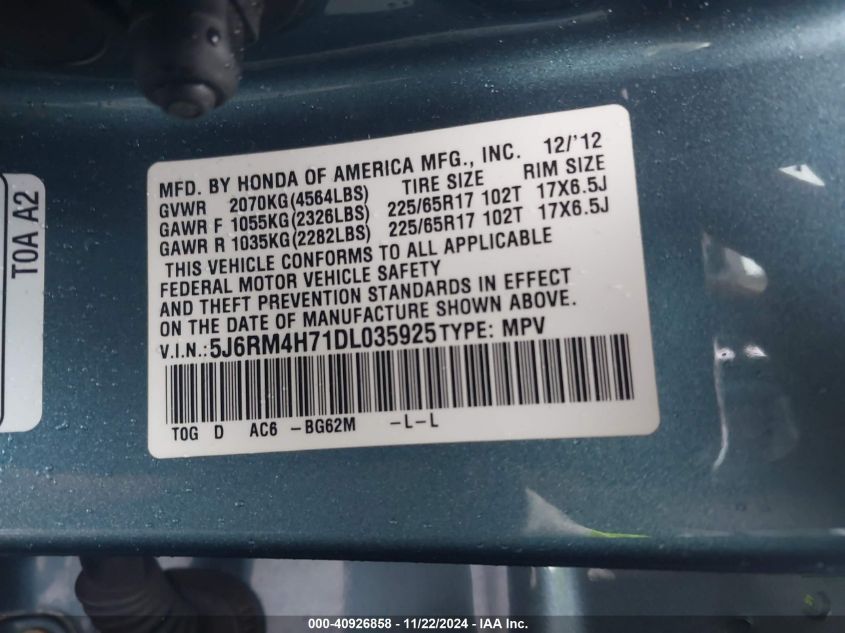 TOA A2
MFD. BY HONDA OF AMERICA MFG., INC. 12/'12
GVWR 2070KG(4564LBS) TIRE SIZE RIM SIZE
GAWR F 1055KG(2326LBS) 225/65R17 102T 17X6.5J
GAWR R 1035KG(2282LBS) 225/65R17 102T 17X6.5J
THIS VEHICLE CONFORMS TO ALL APPLICABLE
FEDERAL MOTOR VEHICLE SAFETY
AND THEFT PREVENTION STANDARDS IN EFFECT
ON THE DATE OF MANUFACTURE SHOWN ABOVE.
V.I.N.: 5J6RM4H71DL035925 TYPE: MPV
TOG D AC6 -BG62M -L-L
000-40926858 - 11/22/2024 - IAA Inc.